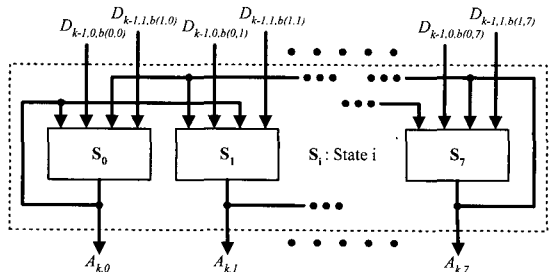 D_{k-1,0,b(0,0)} D_{k-1,1,b(1,0)} D_{k-1,0,b(0,1)} D_{k-1,1,b(1,1)} D_{k-1,0,b(0,7)} D_{k-1,1,b(1,7)}
S_0 S_1 S_i : State i S_7
A_{k,0} A_{k,1} A_{k,7}